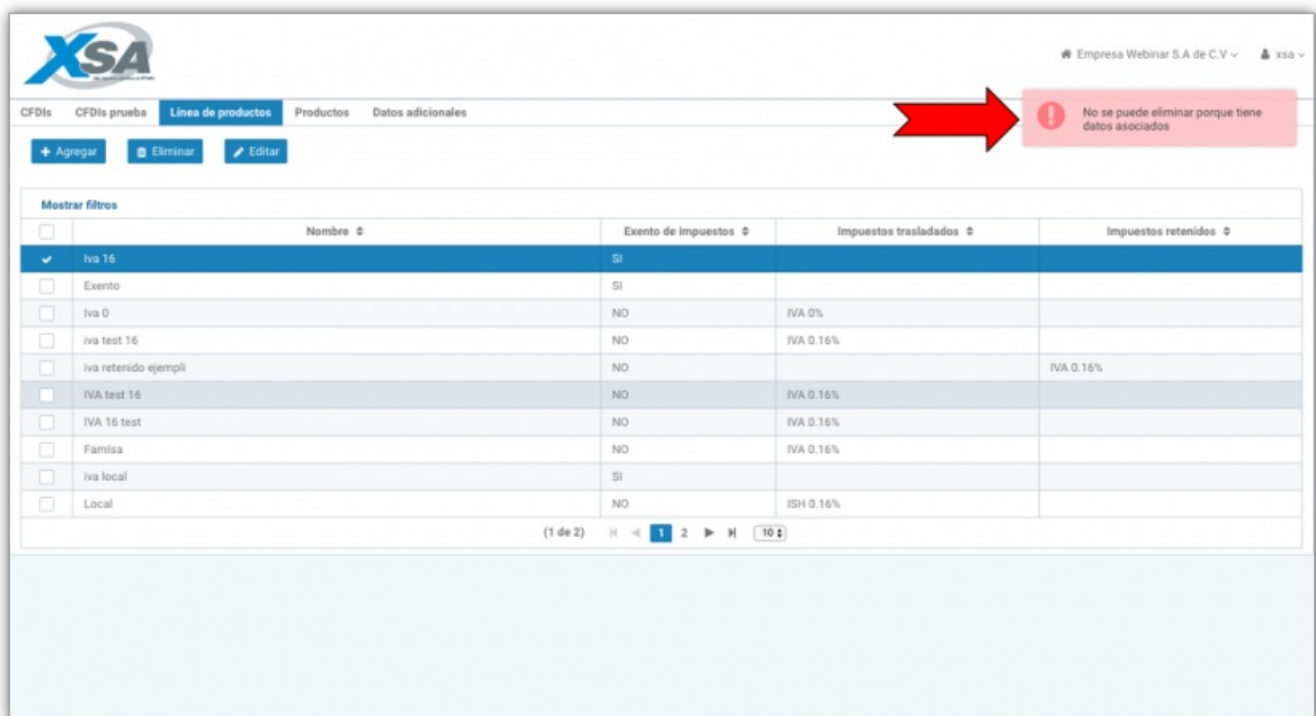 XSA
Empresa Webinar S.A de C.V
xsa
CFDIs CFDIs prueba Línea de productos Productos Datos adicionales
No se puede eliminar porque tiene
datos asociados
Agregar Eliminar Editar
Mostrar filtros
Nombre Exento de impuestos Impuestos trasladados Impuestos retenidos
Iva 16 SI
Exento SI
Iva 0 NO IVA 0%
iva test 16 NO IVA 0.16%
iva retenido ejempli NO IVA 0.16%
IVA test 16 NO IVA 0.16%
IVA 16 test NO IVA 0.16%
Famlsa NO IVA 0.16%
iva local SI
Local NO ISH 0.16%
(1 de 2) 1 2 10